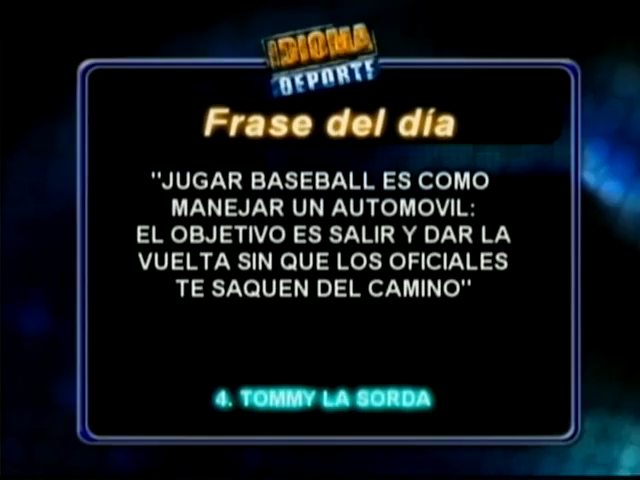 IDIOMA
DEPORTE
Frase del día
"JUGAR BASEBALL ES COMO
MANEJAR UN AUTOMOVIL:
EL OBJETIVO ES SALIR Y DAR LA
VUELTA SIN QUE LOS OFICIALES
TE SAQUEN DEL CAMINO"
4. TOMMY LA SORDA